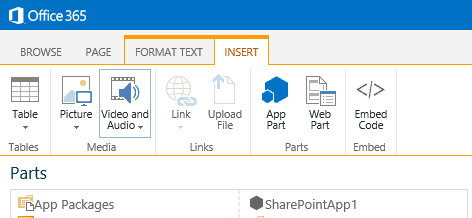 Office 365
BROWSE PAGE FORMAT TEXT INSERT
Table Picture Video and Audio Link Upload File App Part Web Part Embed Code
Tables Media Links Parts Embed
Parts
App Packages SharePointApp1